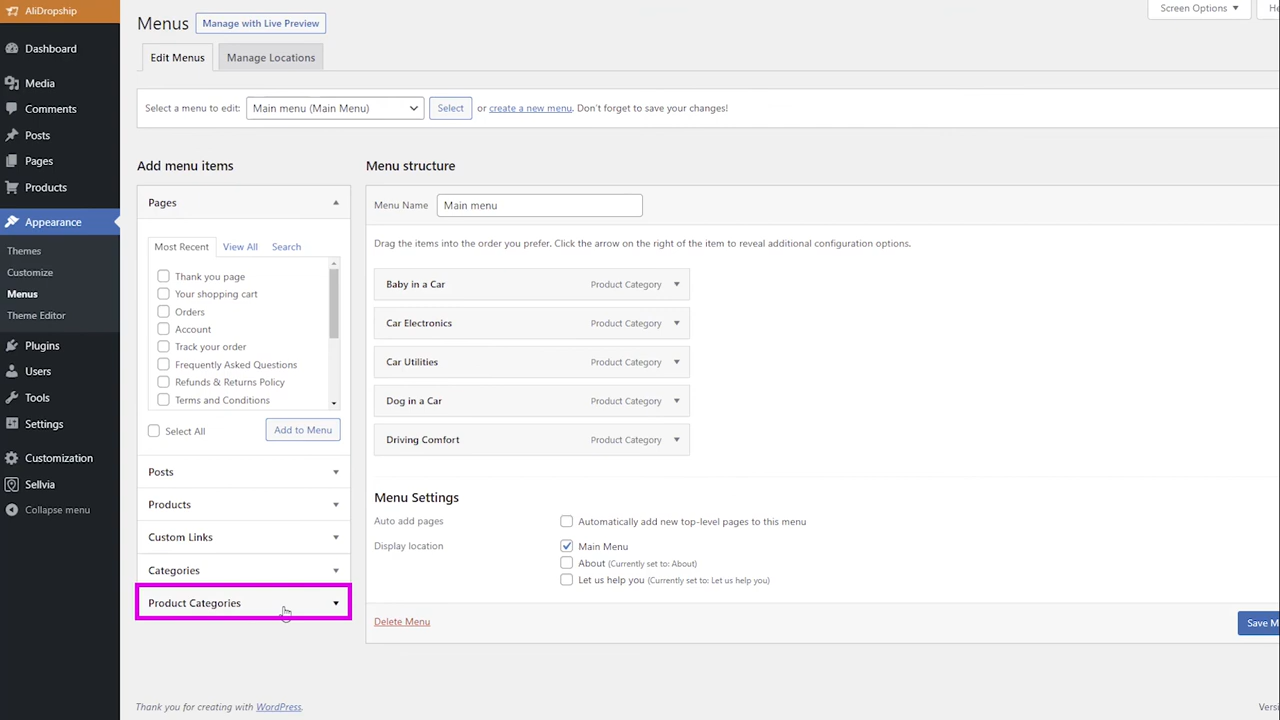 AliDropship
Screen Options
Menus
Manage with Live Preview
Dashboard
Media
Comments
Posts
Pages
Products
Appearance
Themes
Customize
Menus
Theme Editor
Plugins
Users
Tools
Settings
Customization
Sellvia
Collapse menu
Edit Menus
Manage Locations
Select a menu to edit: Main menu (Main Menu) Select or create a new menu. Don't forget to save your changes!
Add menu items
Pages
Most Recent View All Search
Thank you page
Your shopping cart
Orders
Account
Track your order
Frequently Asked Questions
Refunds & Returns Policy
Terms and Conditions
Select All Add to Menu
Posts
Products
Custom Links
Categories
Product Categories
Menu structure
Menu Name Main menu
Drag the items into the order you prefer. Click the arrow on the right of the item to reveal additional configuration options.
Baby in a Car Product Category
Car Electronics Product Category
Car Utilities Product Category
Dog in a Car Product Category
Driving Comfort Product Category
Menu Settings
Auto add pages Automatically add new top-level pages to this menu
Display location Main Menu
About (Currently set to: About)
Let us help you (Currently set to: Let us help you)
Delete Menu Save M
Thank you for creating with WordPress.